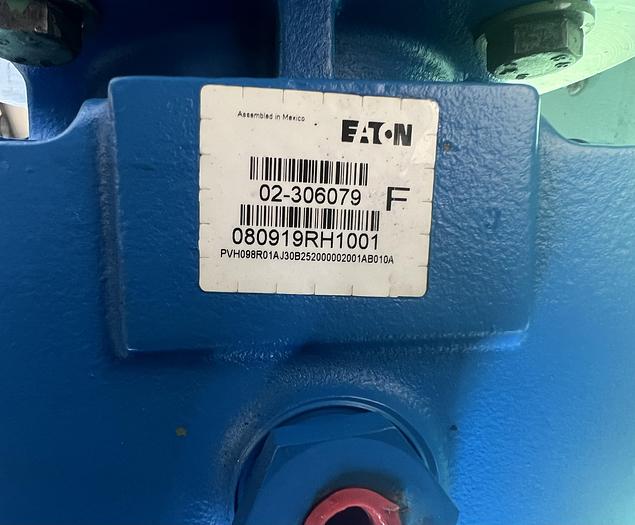 Assembled in Mexico
EATON
02-306079 F
080919RH1001
PVH098R01AJ30B252000002001AB010A